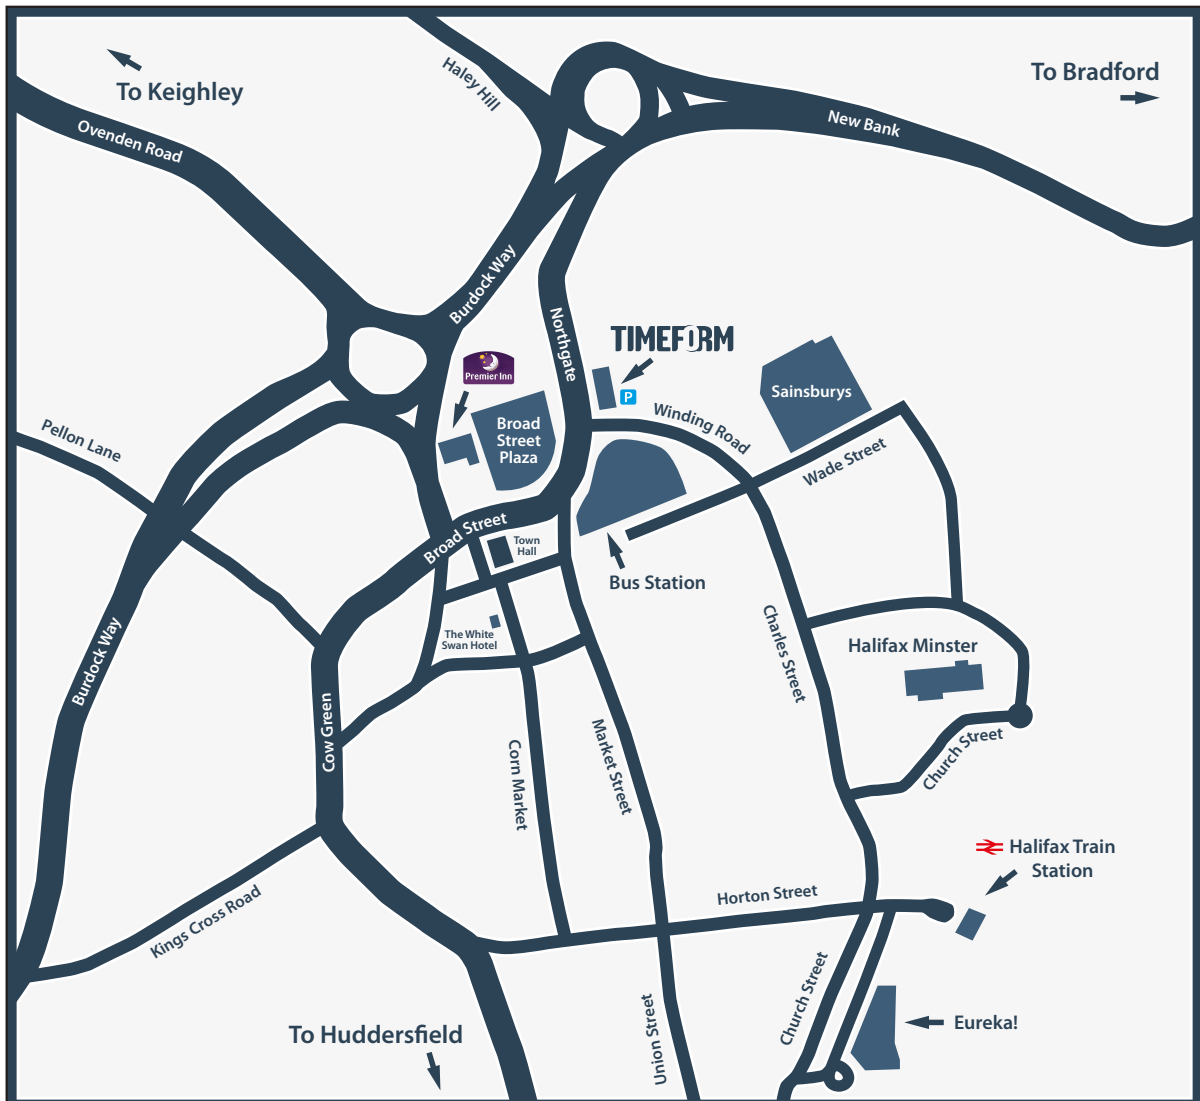 To Keighley
Haley Hill
To Bradford
Ovenden Road
New Bank
Burdock Way
Northgate
TIMEFORM
Premier Inn
P
Sainsburys
Broad
Street
Plaza
Winding Road
Pellon Lane
Wade Street
Broad Street
Town
Hall
Bus Station
The White
Swan Hotel
Charles Street
Halifax Minster
Burdock Way
Cow Green
Corn Market
Market Street
Church Street
Halifax Train
Station
Horton Street
Kings Cross Road
Church Street
Union Street
Eureka!
To Huddersfield